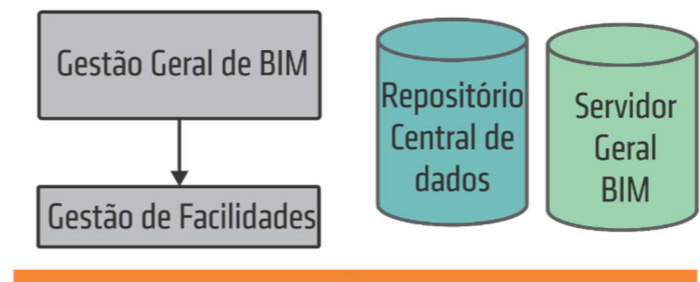 Gestão Geral de BIM
Gestão de Facilidades
Repositório
Central de
dados
Servidor
Geral
BIM